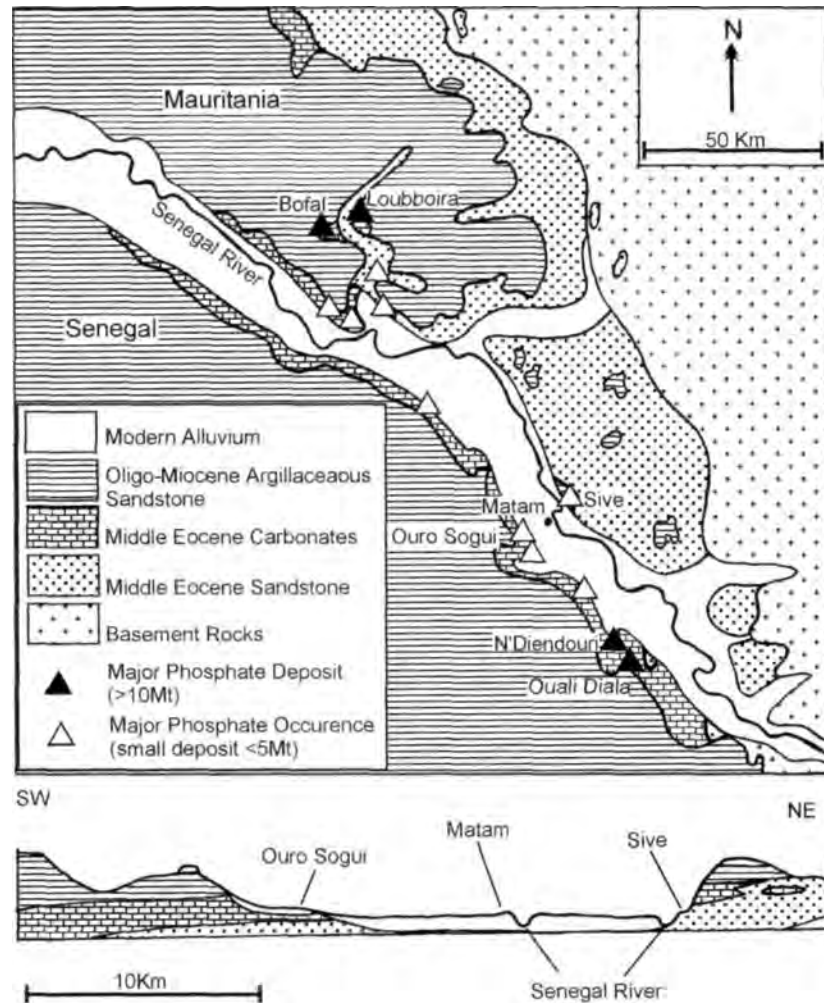 N
50 Km
Mauritania
Bofal
Loubboira
Senegal River
Senegal
Modern Alluvium
Oligo-Miocene Argillaceaous
Sandstone
Middle Eocene Carbonates
Middle Eocene Sandstone
Basement Rocks
Major Phosphate Deposit
(>10Mt)
Major Phosphate Occurence
(small deposit <5Mt)
Matam
Sive
Ouro Sogui
N'Diendouri
Ouali Diala
SW
NE
Ouro Sogui
Matam
Sive
10Km
Senegal River